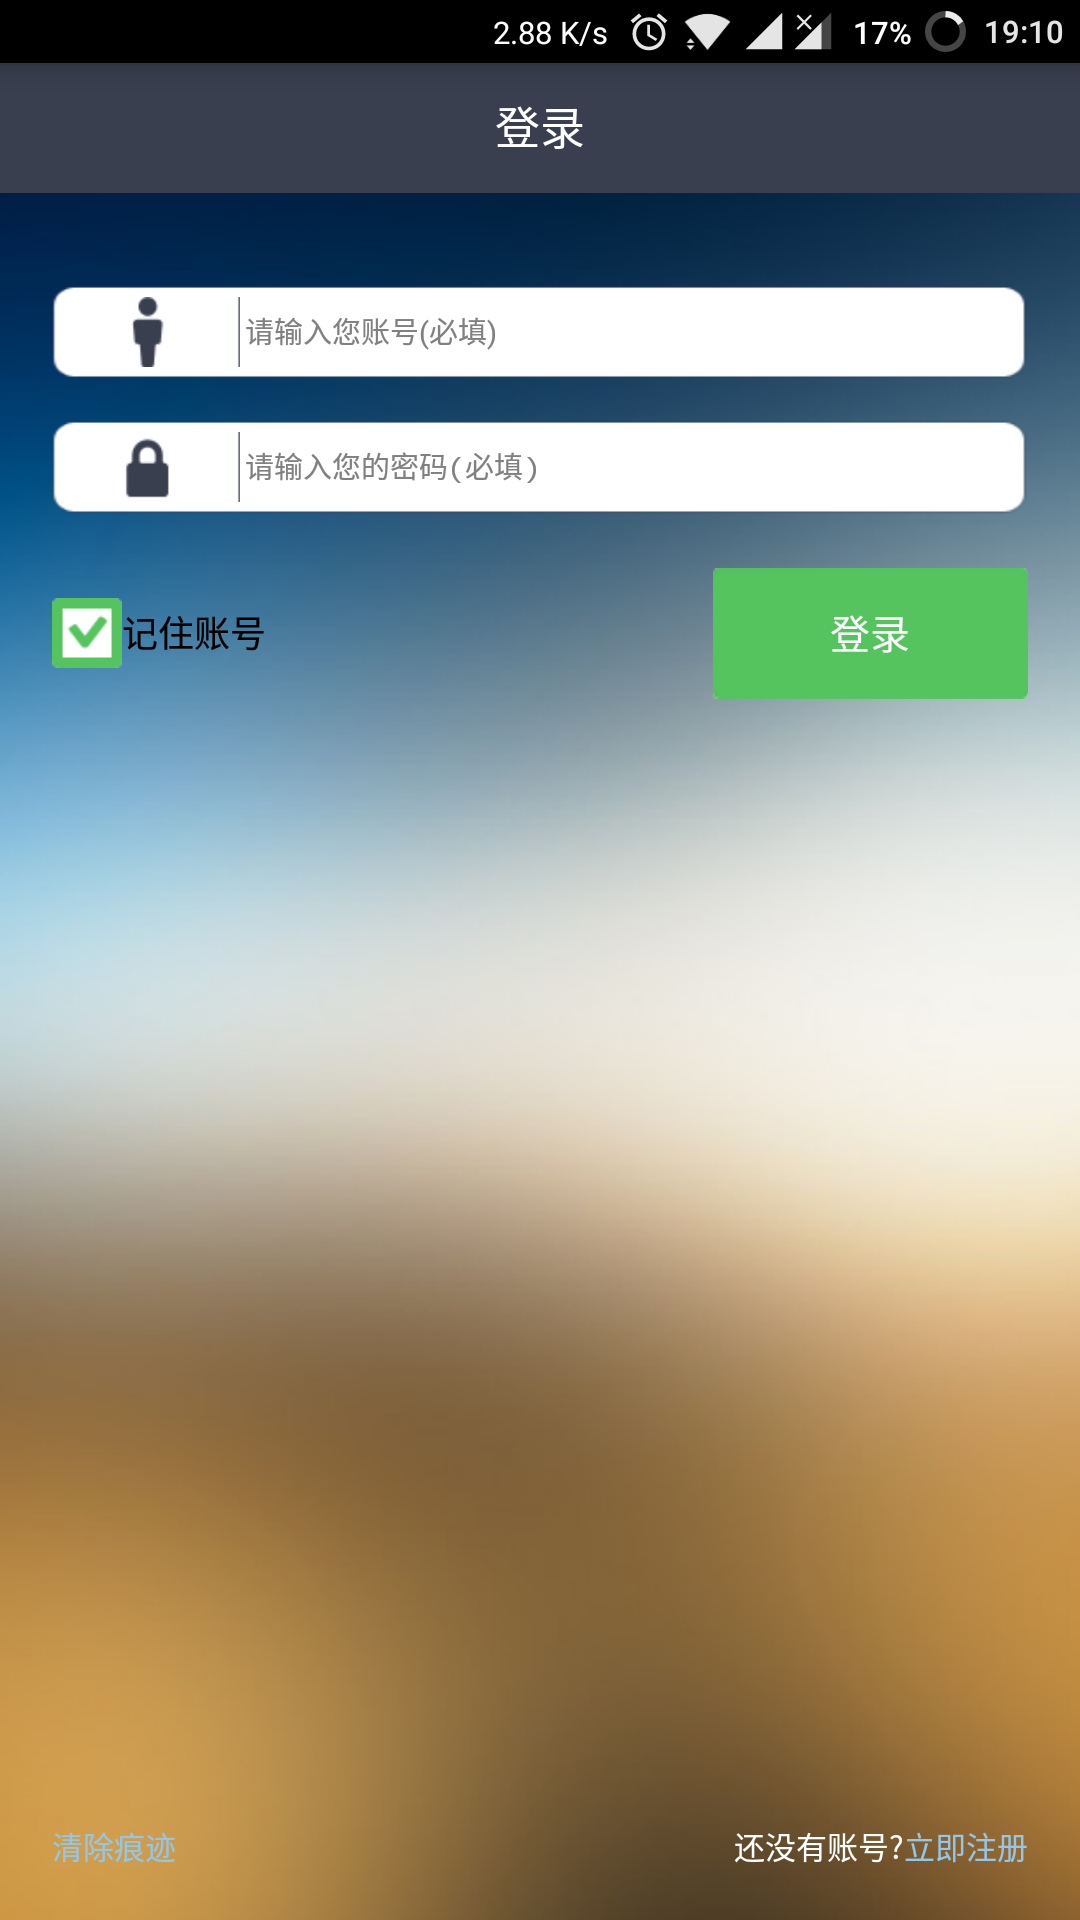 2.88 K/s 17% 19:10
登录
请输入您账号(必填)
请输入您的密码(必填)
记住账号
登录
清除痕迹
还没有账号?立即注册